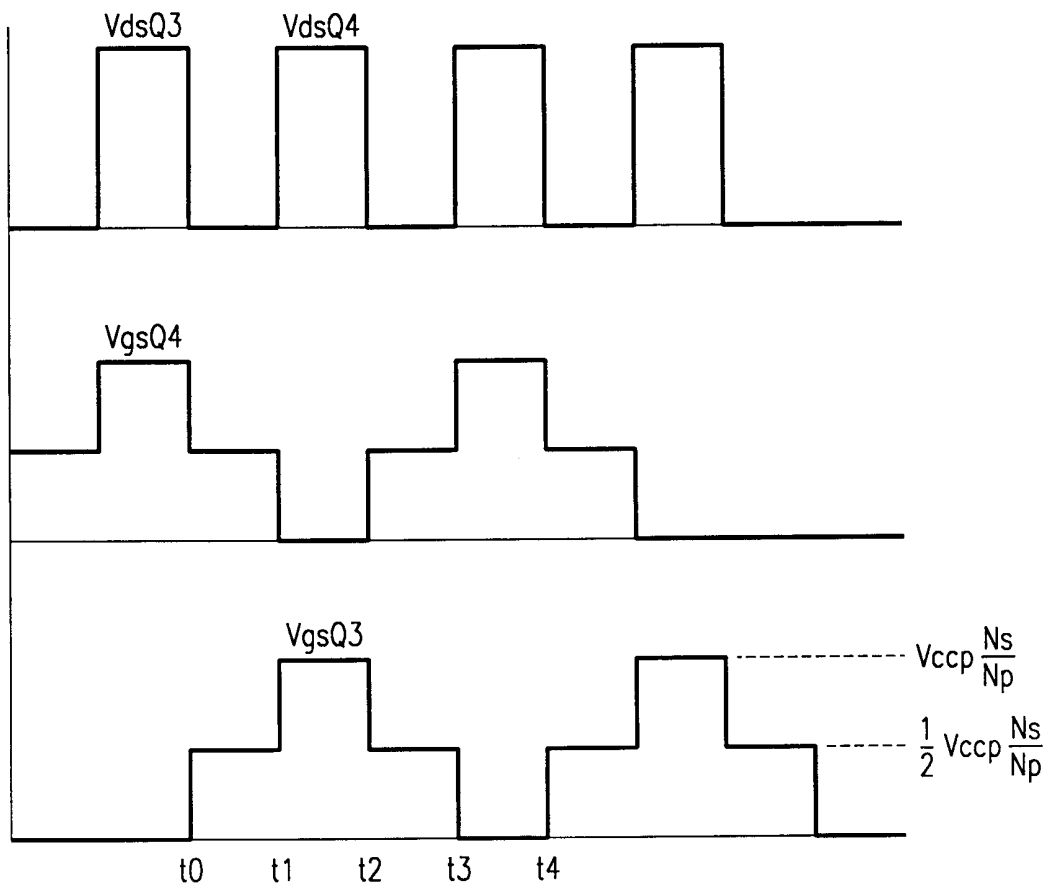 VdsQ3 VdsQ4
VgsQ4
VgsQ3
Vccp Ns/Np
1/2 Vccp Ns/Np
t0 t1 t2 t3 t4